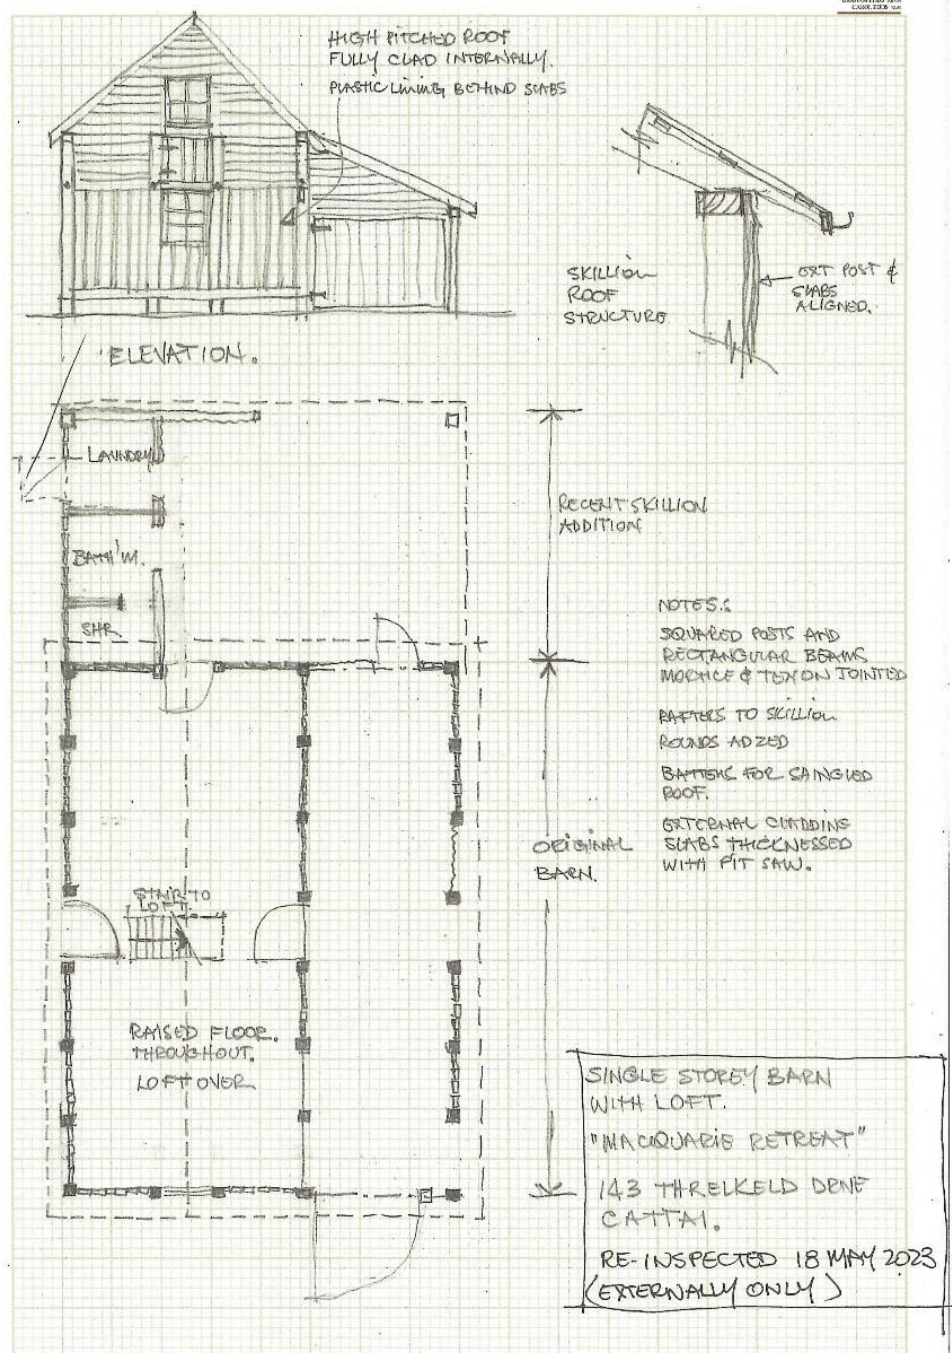 HIGH PITCHED ROOF
FULLY CLAD INTERNALLY.
PLASTIC LINING BEHIND SLABS
SKILLION
ROOF
STRUCTURE
EXT POST &
SLABS
ALIGNED.
ELEVATION.
LAUNDRY
BATH'M.
SHR
RECENT SKILLION
ADDITION
NOTES:
SQUARED POSTS AND
RECTANGULAR BEAMS
MORTICE & TENON JOINTED
RAFTERS TO SKILLION
ROUNDS ADZED
BATTENS FOR SHINGLED
ROOF.
EXTERNAL CLADDING
SLABS THICKNESSED
WITH PIT SAW.
ORIGINAL
BARN.
STAIR TO
LOFT.
RAISED FLOOR.
THROUGHOUT.
LOFT OVER
SINGLE STOREY BARN
WITH LOFT.
"MACQUARIE RETREAT"
143 THRELKELD DRIVE
CATTAI.
RE-INSPECTED 18 MAY 2023
(EXTERNALLY ONLY)